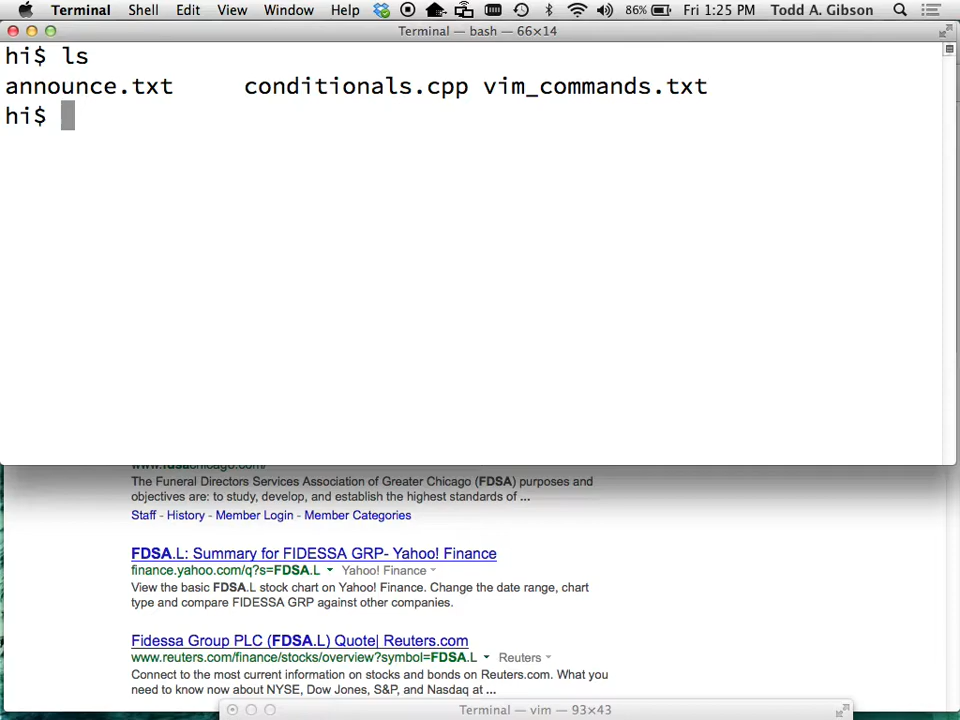 Terminal Shell Edit View Window Help 86% Fri 1:25 PM Todd A. Gibson
Terminal — bash — 66×14
hi$ ls
announce.txt conditionals.cpp vim_commands.txt
hi$
www.fdsachicago.com/
The Funeral Directors Services Association of Greater Chicago (FDSA) purposes and
objectives are: to study, develop, and establish the highest standards of ...
Staff - History - Member Login - Member Categories
FDSA.L: Summary for FIDESSA GRP- Yahoo! Finance
finance.yahoo.com/q?s=FDSA.L Yahoo! Finance
View the basic FDSA.L stock chart on Yahoo! Finance. Change the date range, chart
type and compare FIDESSA GRP against other companies.
Fidessa Group PLC (FDSA.L) Quote| Reuters.com
www.reuters.com/finance/stocks/overview?symbol=FDSA.L Reuters
Connect to the most current information on stocks and bonds on Reuters.com. How you
need to know now about NYSE, Dow Jones, S&P, and Nasdaq at ...
Terminal — vim — 93×43